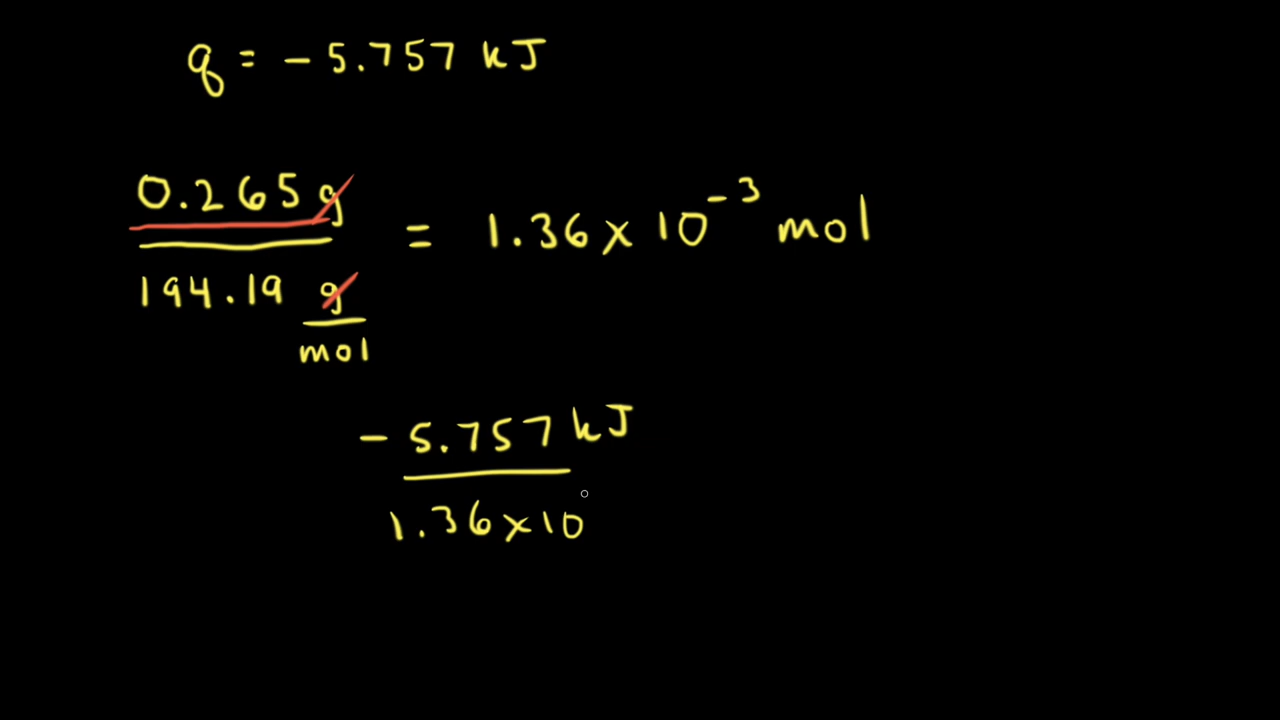 q = - 5.757 kJ
0.265 g
= 1.36 x 10⁻³ mol
194.19 g
mol
- 5.757 kJ
1.36 x 10